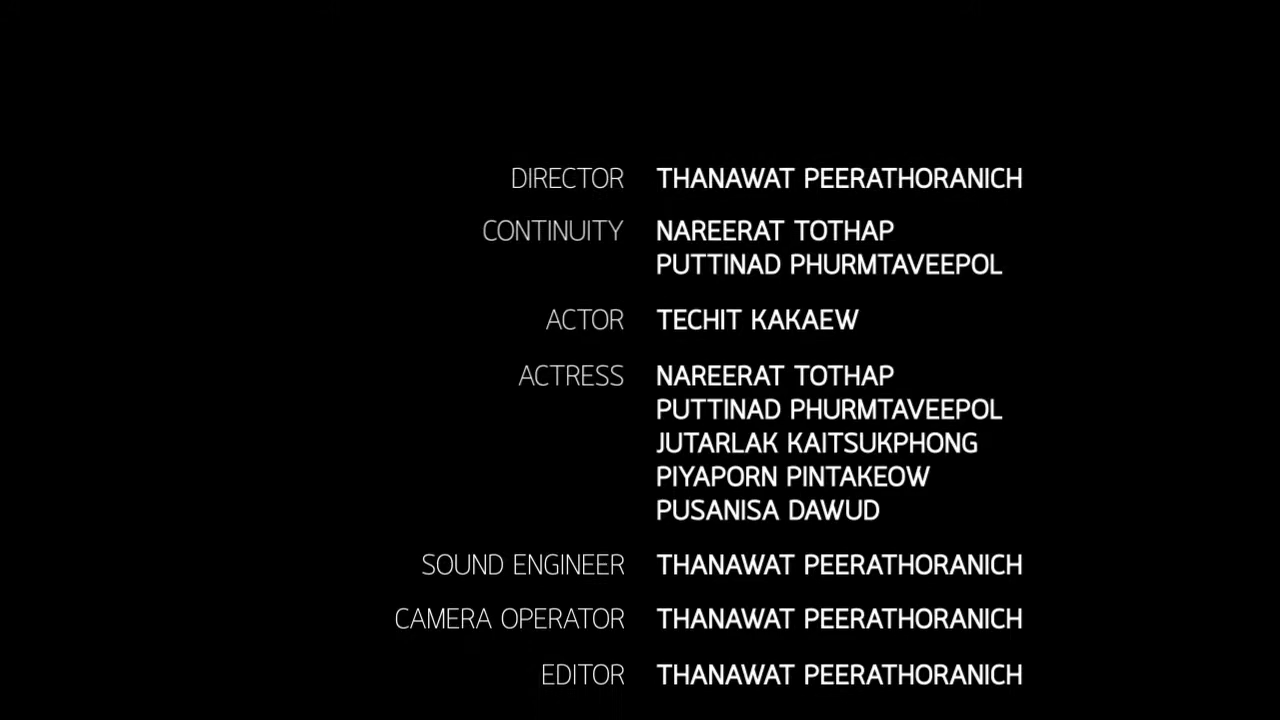 DIRECTOR THANAWAT PEERATHORANICH
CONTINUITY NAREERAT TOTHAP
PUTTINAD PHURMTAVEEPOL
ACTOR TECHIT KAKAEW
ACTRESS NAREERAT TOTHAP
PUTTINAD PHURMTAVEEPOL
JUTARLAK KAITSUKPHONG
PIYAPORN PINTAKEOW
PUSANISA DAWUD
SOUND ENGINEER THANAWAT PEERATHORANICH
CAMERA OPERATOR THANAWAT PEERATHORANICH
EDITOR THANAWAT PEERATHORANICH